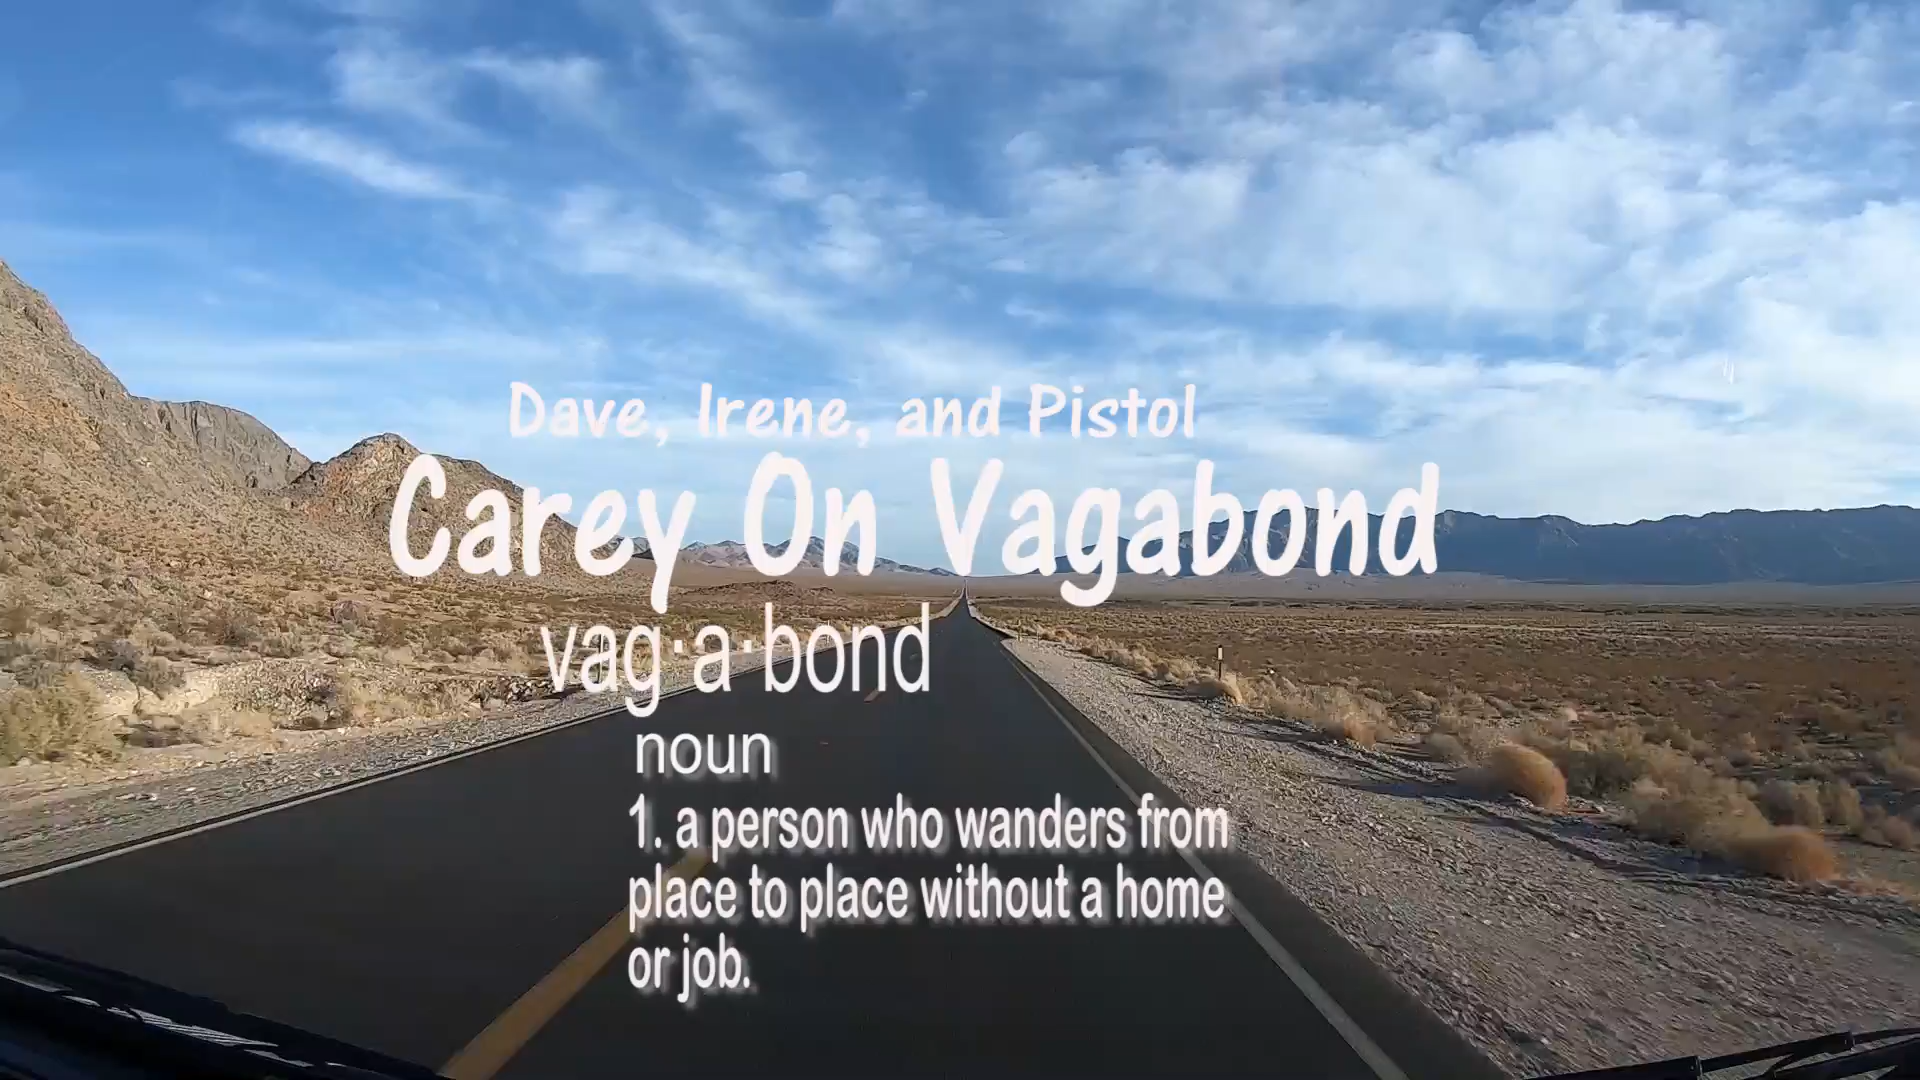 Dave, Irene, and Pistol
Carey On Vagabond
vag·a·bond
noun
1. a person who wanders from
place to place without a home
or job.